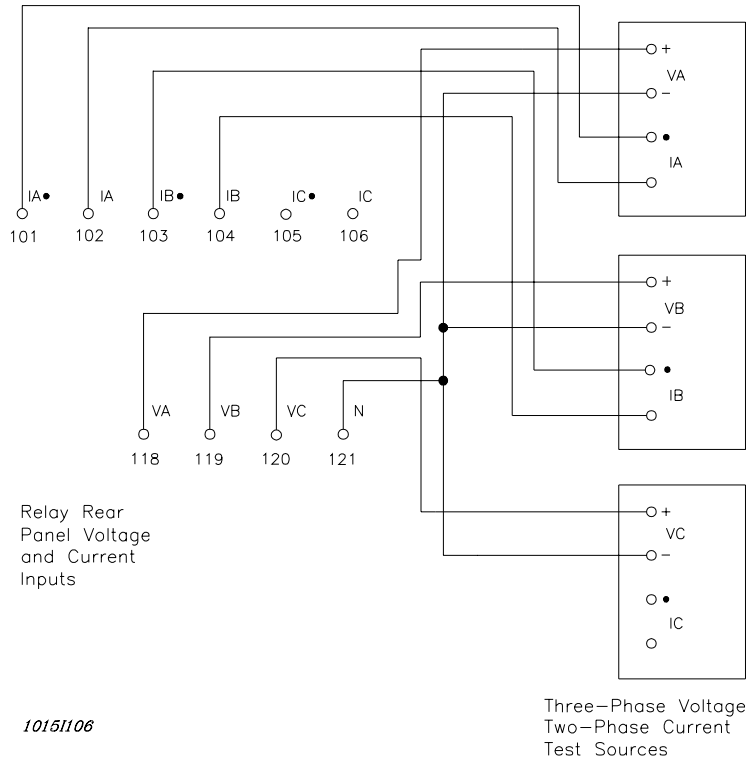 +
VA
−
•
IA
IA• IA IB• IB IC• IC
101 102 103 104 105 106
+
VB
−
•
IB
VA VB VC N
118 119 120 121
+
VC
−
•
IC
Relay Rear
Panel Voltage
and Current
Inputs
Three−Phase Voltage
Two−Phase Current
Test Sources
1015I106